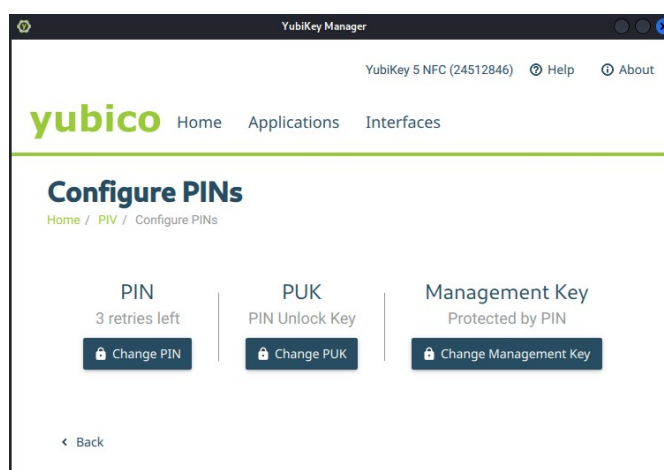 YubiKey Manager
YubiKey 5 NFC (24512846) Help About
yubico Home Applications Interfaces
Configure PINs
Home / PIV / Configure PINs
PIN PUK Management Key
3 retries left PIN Unlock Key Protected by PIN
Change PIN Change PUK Change Management Key
Back